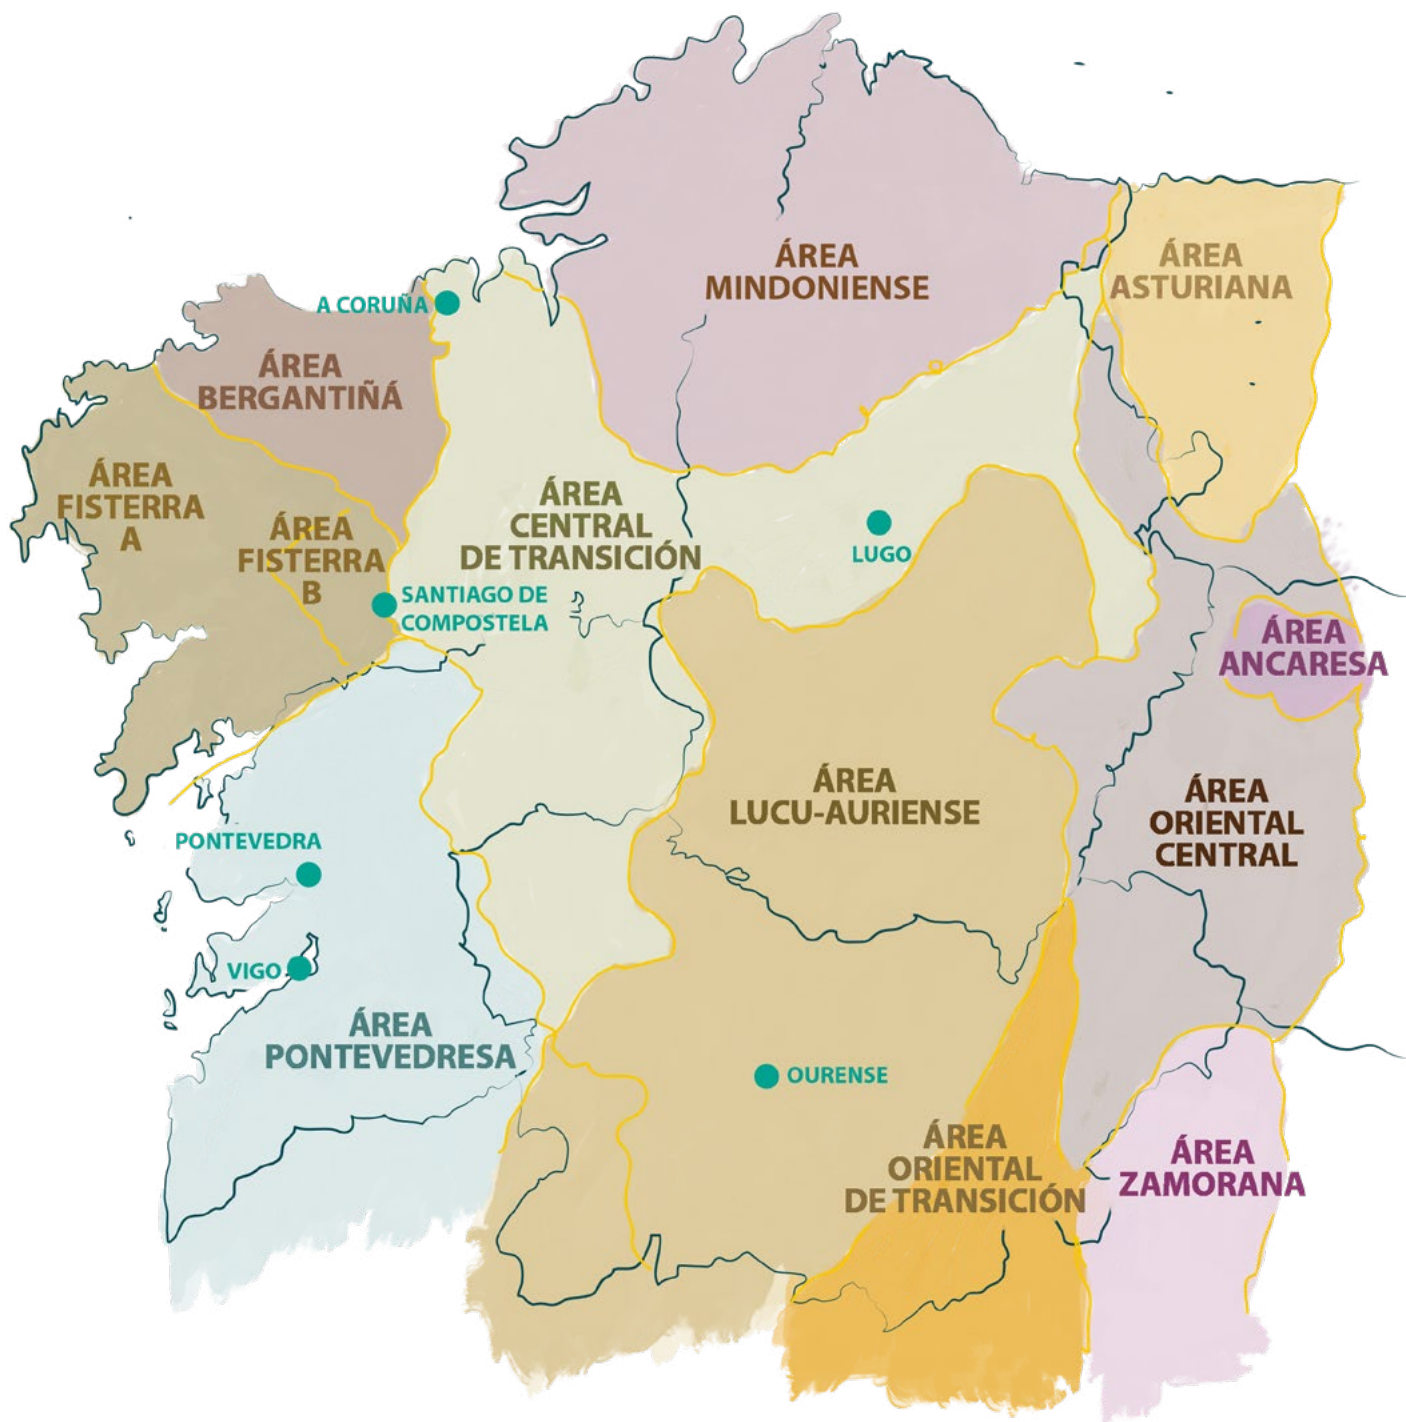 ÁREA
MINDONIENSE
ÁREA
ASTURIANA
A CORUÑA
ÁREA
BERGANTIÑÁ
ÁREA
FISTERRA
A
ÁREA
FISTERRA
B
ÁREA
CENTRAL
DE TRANSICIÓN
LUGO
SANTIAGO DE
COMPOSTELA
ÁREA
ANCARESA
ÁREA
LUCU-AURIENSE
ÁREA
ORIENTAL
CENTRAL
PONTEVEDRA
VIGO
ÁREA
PONTEVEDRESA
OURENSE
ÁREA
ORIENTAL
DE TRANSICIÓN
ÁREA
ZAMORANA